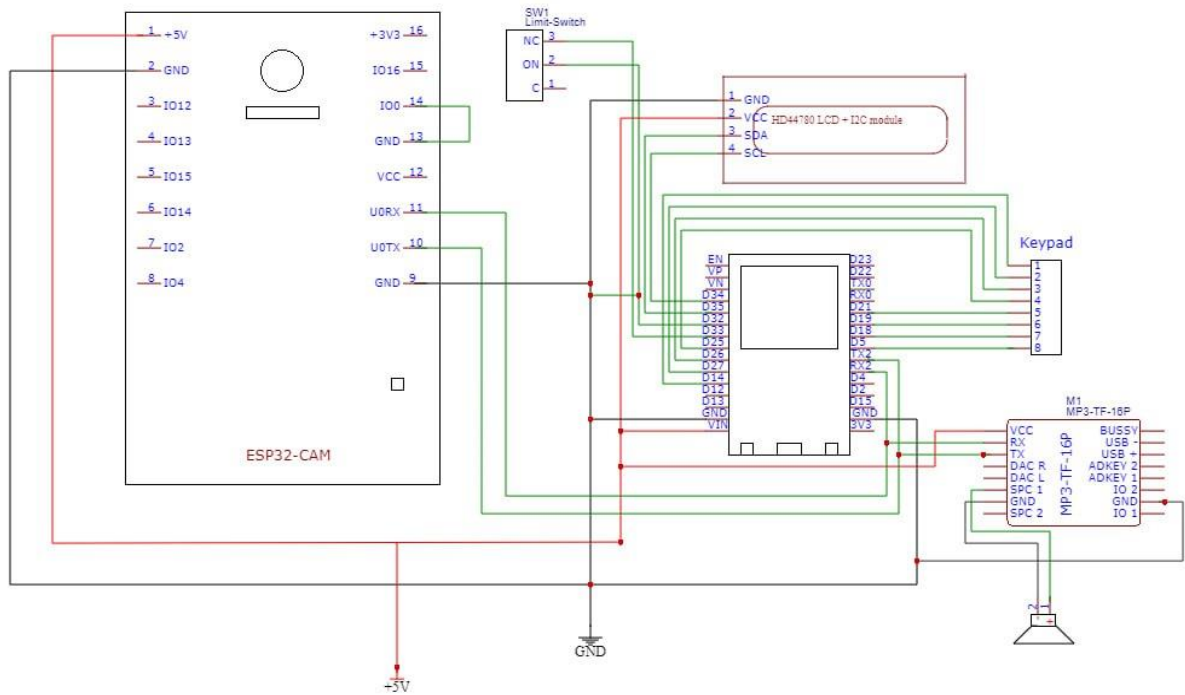 1 +5V
2 GND
3 IO12
4 IO13
5 IO15
6 IO14
7 IO2
8 IO4
+3V3 16
IO16 15
IO0 14
GND 13
VCC 12
U0RX 11
U0TX 10
GND 9
ESP32-CAM
SW1
Limit-Switch
NC 3
ON 2
C 1
1 GND
2 VCC
3 SDA
4 SCL
HD44780 LCD + I2C module
EN
VP
VN
D34
D35
D32
D33
D25
D26
D27
D14
D12
D13
GND
VIN
D23
D22
TX0
RX0
D21
D19
D18
D5
TX2
RX2
D4
D2
D15
GND
3V3
Keypad
1
2
3
4
5
6
7
8
M1
MP3-TF-16P
VCC
RX
TX
DAC R
DAC L
SPC 1
GND
SPC 2
MP3-TF-16P
BUSSY
USB -
USB +
ADKEY 2
ADKEY 1
IO 2
GND
IO 1
2 1
- +
GND
+5V